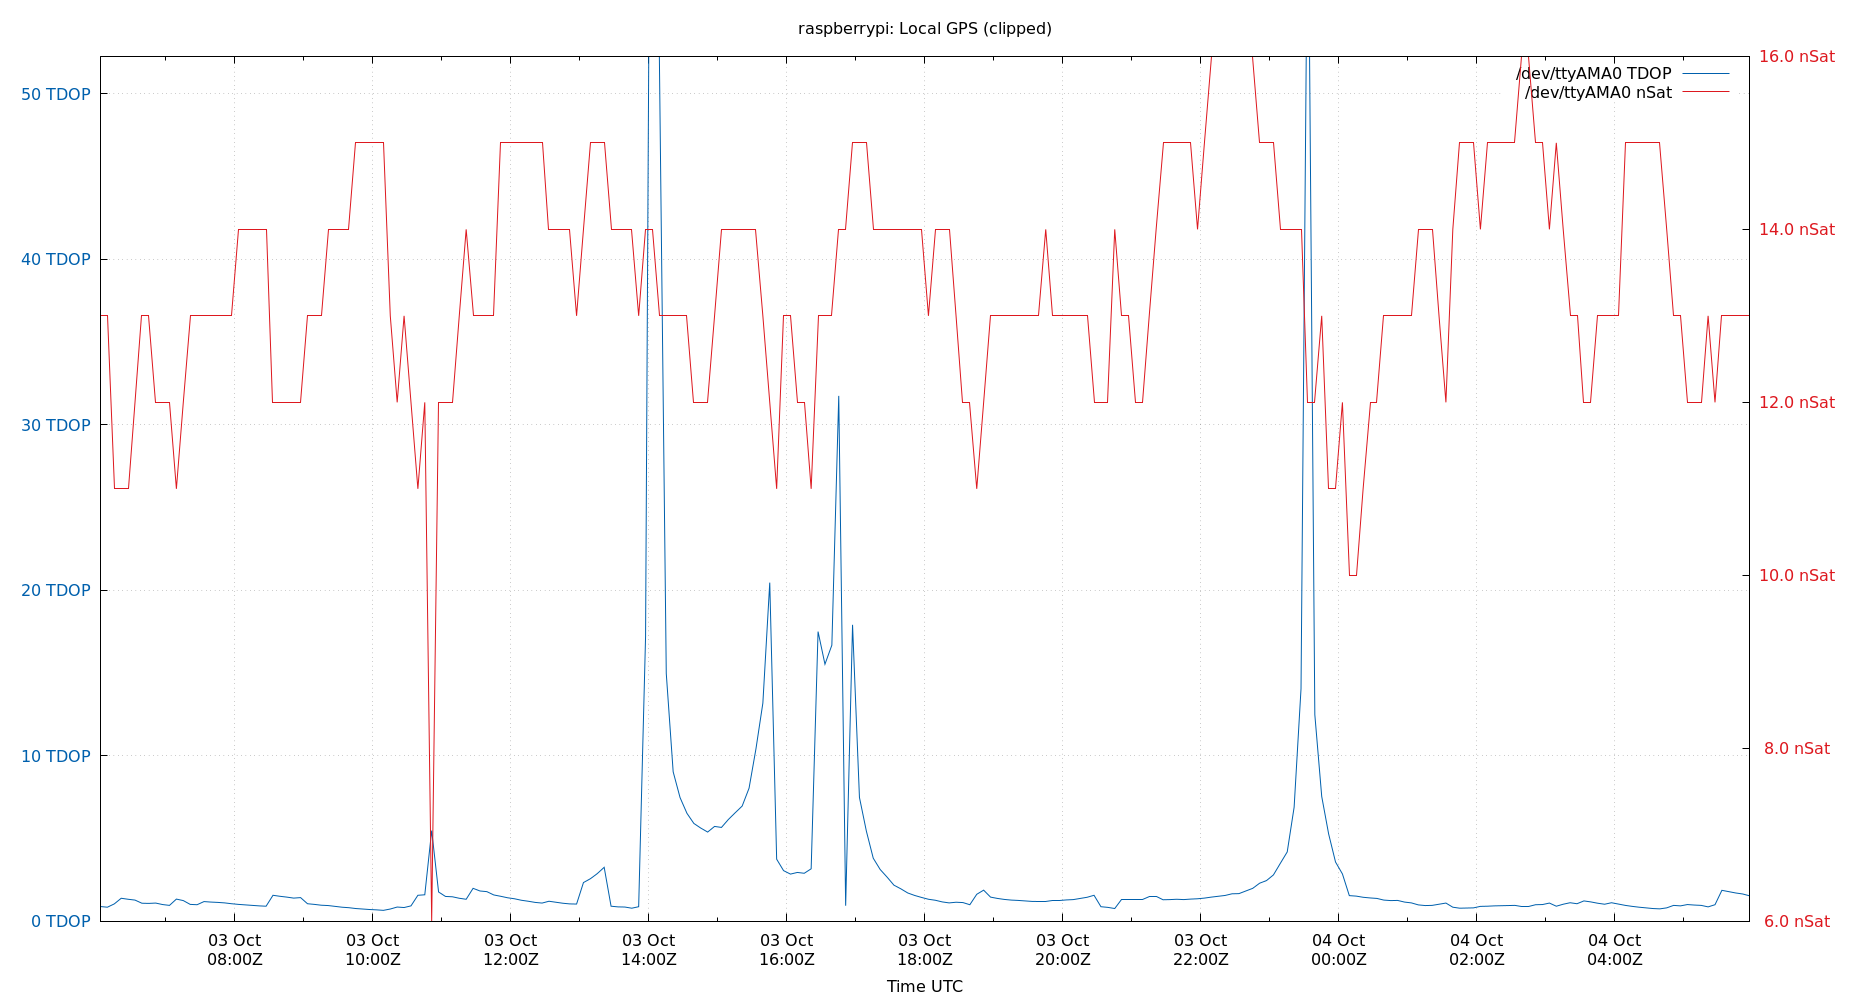 raspberrypi: Local GPS (clipped)
/dev/ttyAMA0 TDOP
/dev/ttyAMA0 nSat
50 TDOP
40 TDOP
30 TDOP
20 TDOP
10 TDOP
0 TDOP
16.0 nSat
14.0 nSat
12.0 nSat
10.0 nSat
8.0 nSat
6.0 nSat
03 Oct 08:00Z
03 Oct 10:00Z
03 Oct 12:00Z
03 Oct 14:00Z
03 Oct 16:00Z
03 Oct 18:00Z
03 Oct 20:00Z
03 Oct 22:00Z
04 Oct 00:00Z
04 Oct 02:00Z
04 Oct 04:00Z
Time UTC